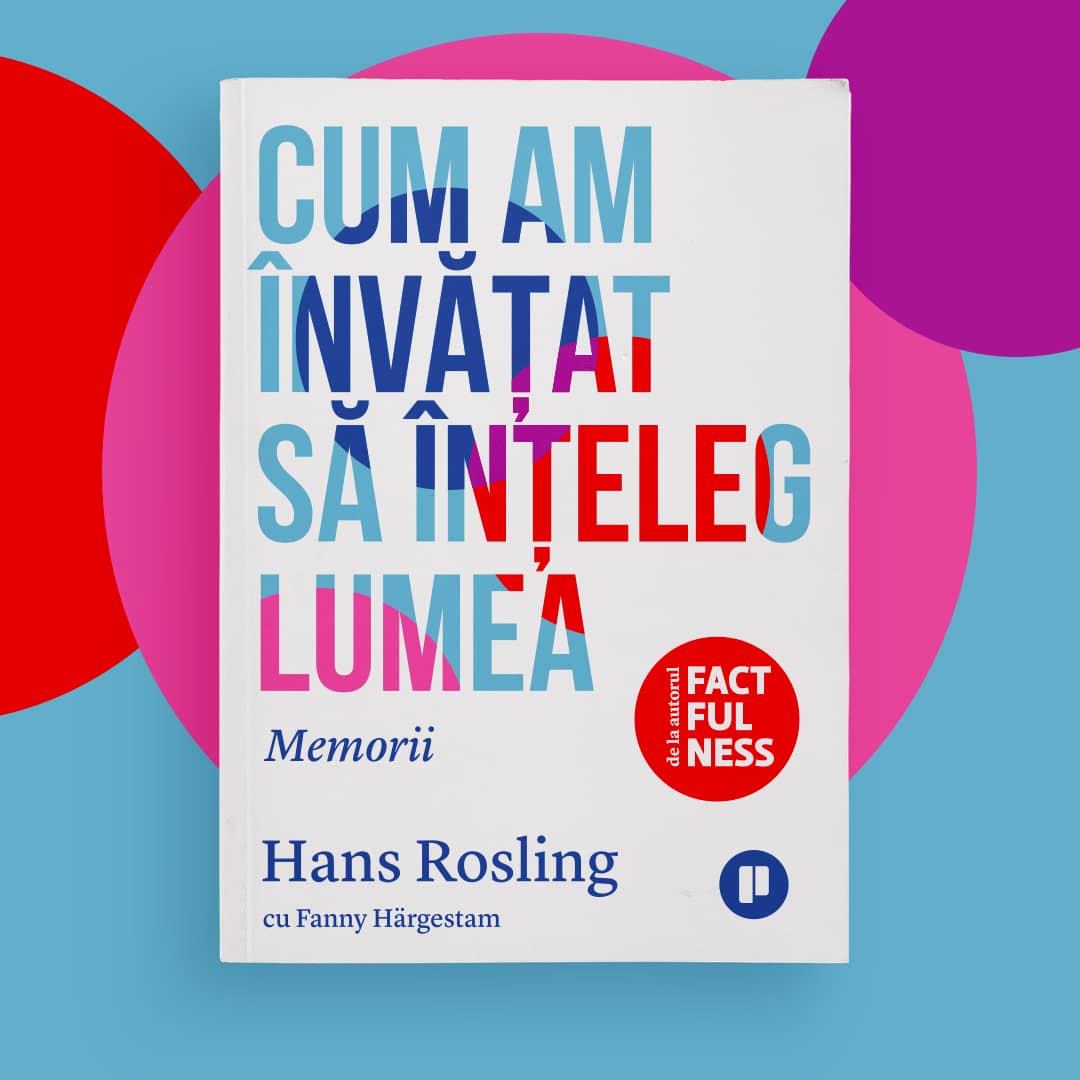 CUM AM
ÎNVĂȚAT
SĂ ÎNȚELEG
LUMEA
Memorii
de la autorul
FACT
FUL
NESS
Hans Rosling
cu Fanny Härgestam